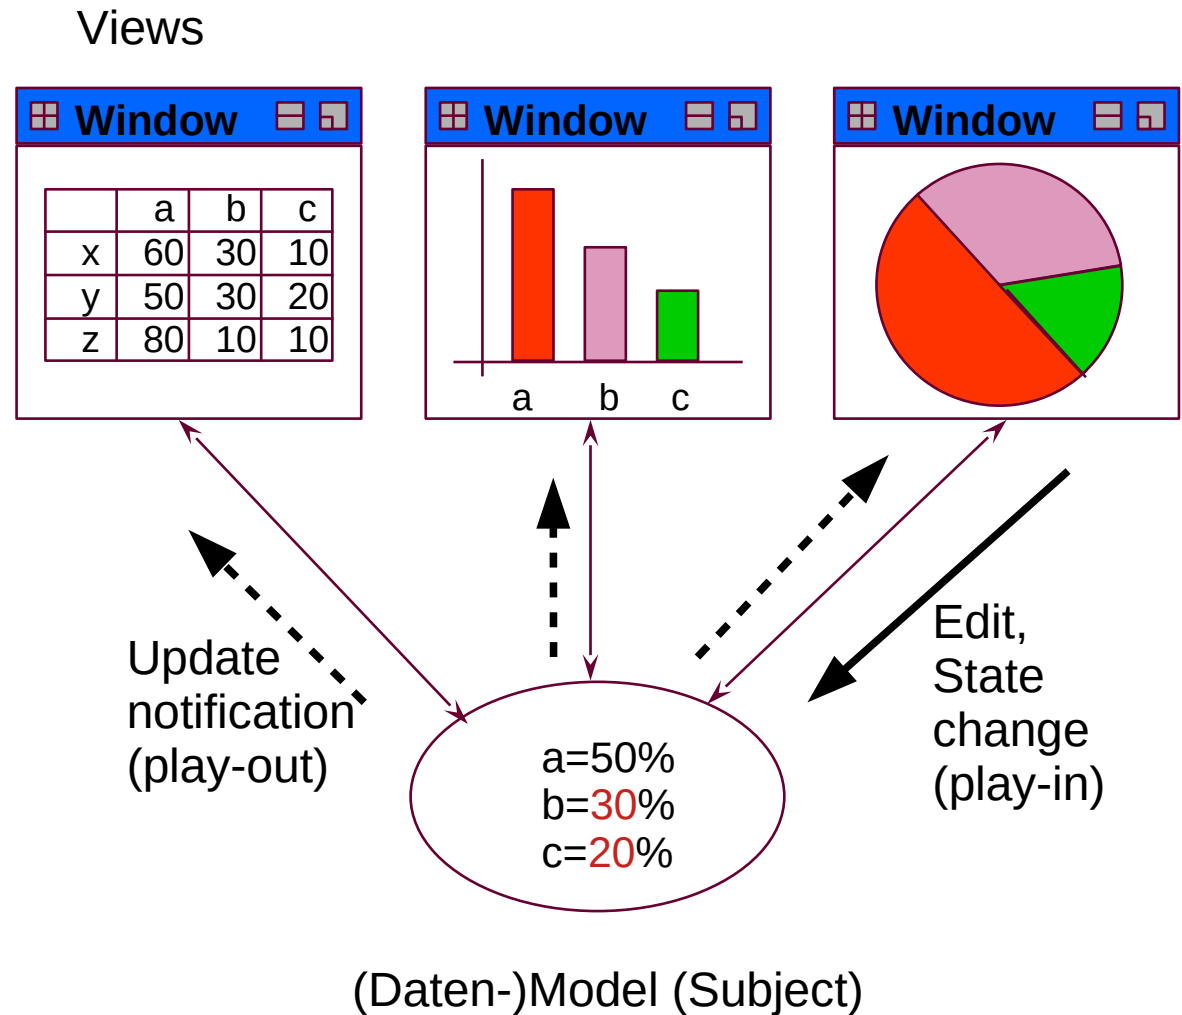 Views
Window
Window
Window
a b c
x 60 30 10
y 50 30 20
z 80 10 10
a b c
Update
notification
(play-out)
Edit,
State
change
(play-in)
a=50%
b=30%
c=20%
(Daten-)Model (Subject)